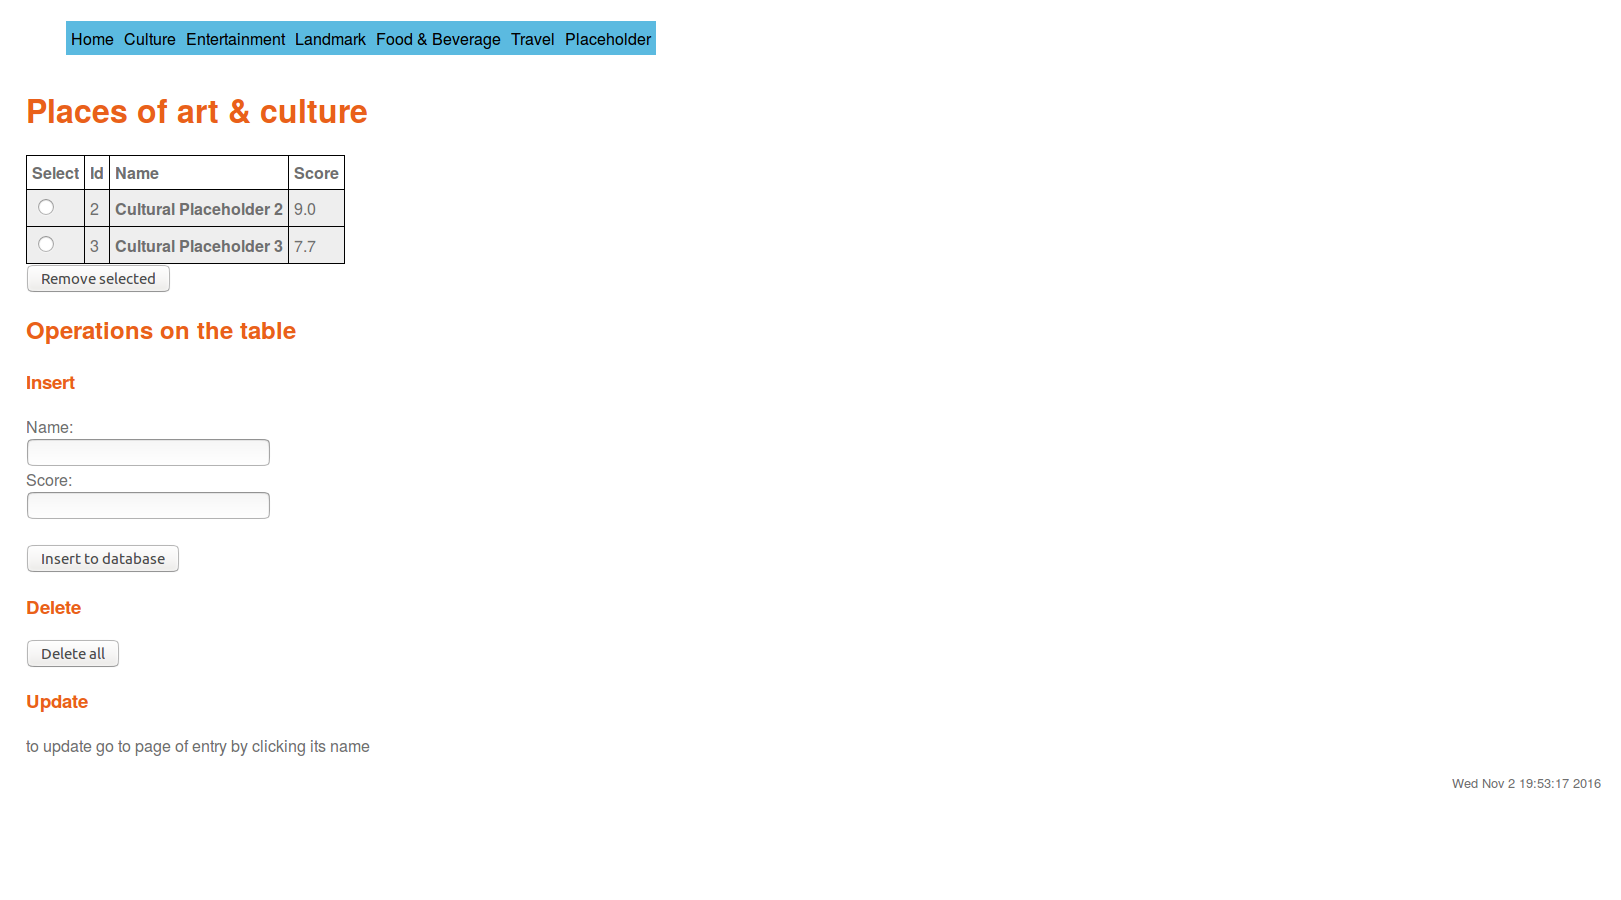 Home Culture Entertainment Landmark Food & Beverage Travel Placeholder
Places of art & culture
Select Id Name Score
2 Cultural Placeholder 2 9.0
3 Cultural Placeholder 3 7.7
Remove selected
Operations on the table
Insert
Name:
Score:
Insert to database
Delete
Delete all
Update
to update go to page of entry by clicking its name
Wed Nov 2 19:53:17 2016